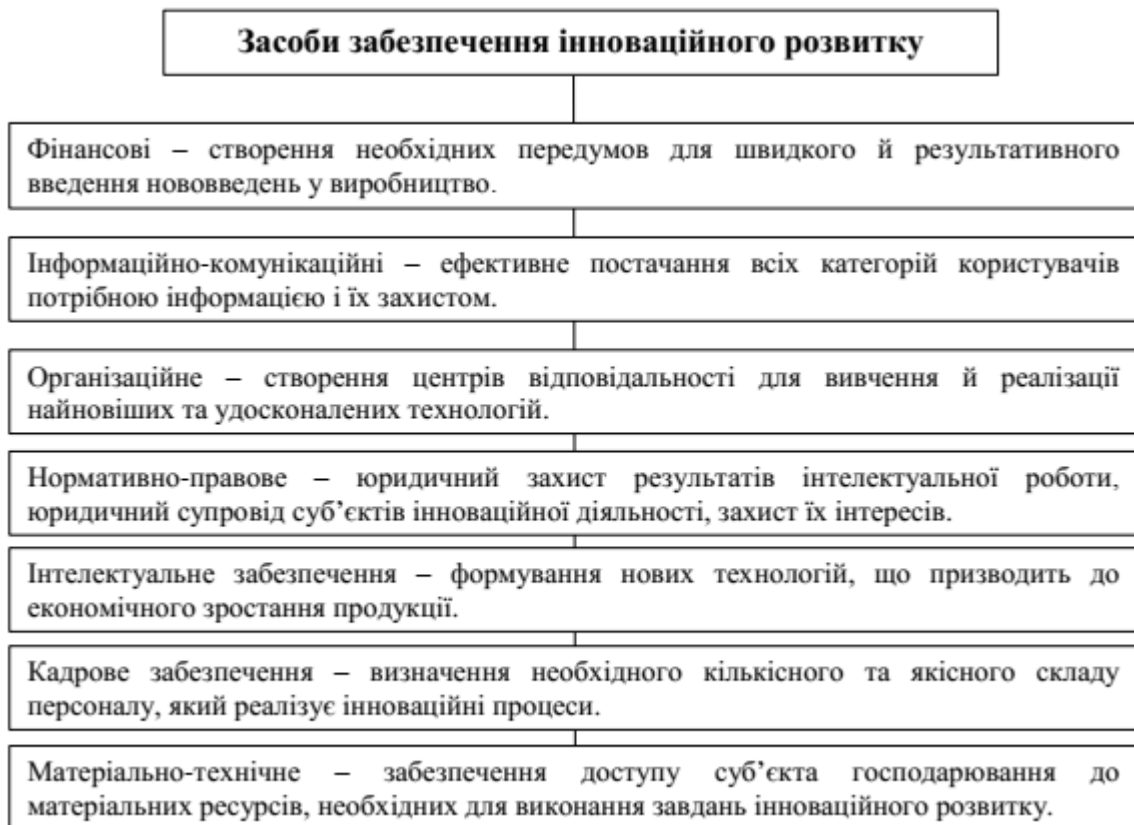 Засоби забезпечення інноваційного розвитку
Фінансові – створення необхідних передумов для швидкого й результативного
введення нововведень у виробництво.
Інформаційно-комунікаційні – ефективне постачання всіх категорій користувачів
потрібною інформацією і їх захистом.
Організаційне – створення центрів відповідальності для вивчення й реалізації
найновіших та удосконалених технологій.
Нормативно-правове – юридичний захист результатів інтелектуальної роботи,
юридичний супровід суб’єктів інноваційної діяльності, захист їх інтересів.
Інтелектуальне забезпечення – формування нових технологій, що призводить до
економічного зростання продукції.
Кадрове забезпечення – визначення необхідного кількісного та якісного складу
персоналу, який реалізує інноваційні процеси.
Матеріально-технічне – забезпечення доступу суб’єкта господарювання до
матеріальних ресурсів, необхідних для виконання завдань інноваційного розвитку.